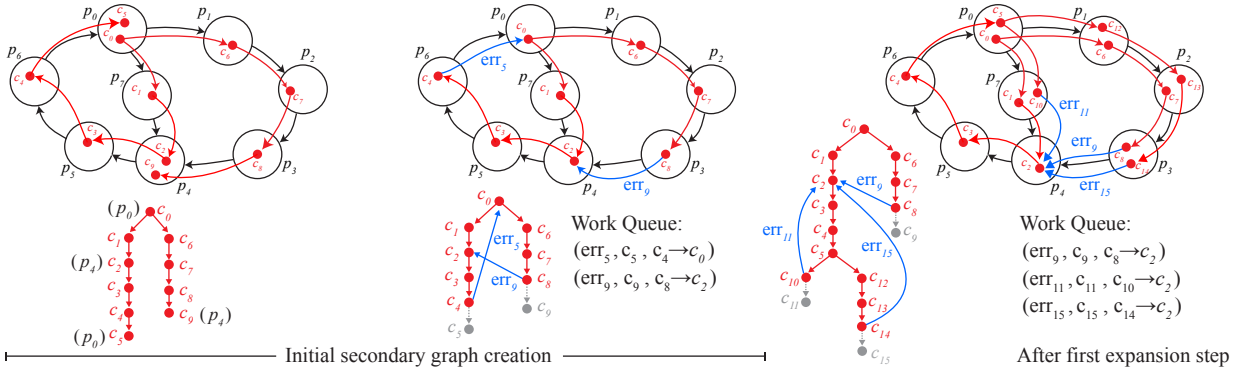 p0 c5 c0 p1 c6 p2 c7 p6 c4 p7 c1 c3 c2 c9 c8 p3 p5 p4
(p0) c0
c1 c6
(p4) c2 c7
c3 c8
c4 c9 (p4)
(p0) c5
p0 c0 p1 c6 p2 c7 p6 c4 err5 p7 c1 c3 c2 c8 p3 p5 p4 err9
c0
c1 c6
err5
c2 c7
c3 err9 c8
c4 c9
c5
Work Queue:
(err5, c5, c4→c0)
(err9, c9, c8→c2)
Initial secondary graph creation
p0 c5 c0 p1 c12 c6 p2 c13 c7 p6 c4 p7 c1 c10 err11 c3 c2 err9 c8 c14 p3 p5 p4 err15
c0
c1 c6
c2 err9 c7
c3 c8
err11 c4 err15 c9
c5
c10 c12
c11 c13
c14
c15
Work Queue:
(err9, c9, c8→c2)
(err11, c11, c10→c2)
(err15, c15, c14→c2)
After first expansion step